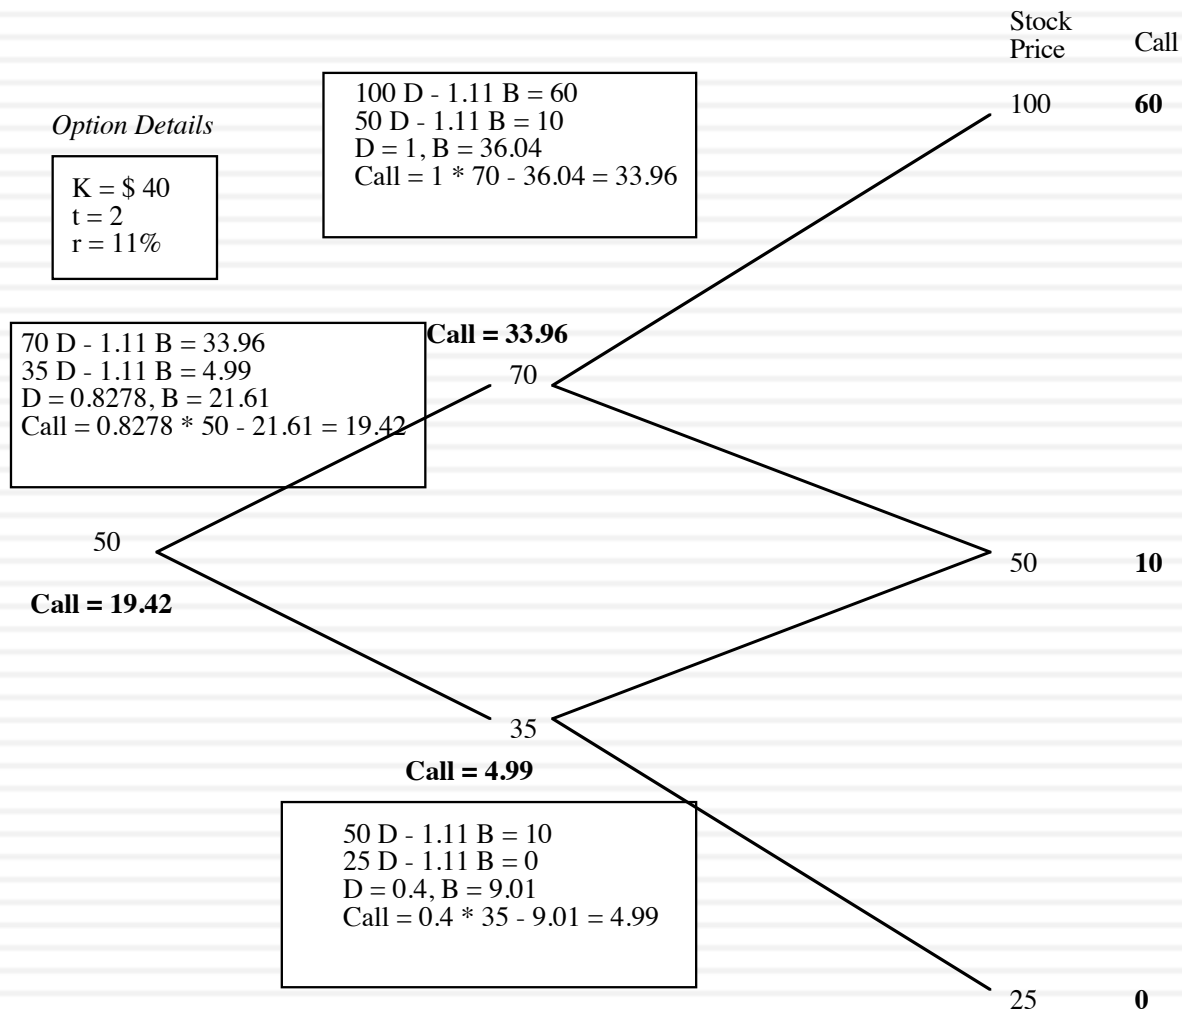 Stock
Price
Call
100
60
Option Details
K = $ 40
t = 2
r = 11%
100 D - 1.11 B = 60
50 D - 1.11 B = 10
D = 1, B = 36.04
Call = 1 * 70 - 36.04 = 33.96
Call = 33.96
70
70 D - 1.11 B = 33.96
35 D - 1.11 B = 4.99
D = 0.8278, B = 21.61
Call = 0.8278 * 50 - 21.61 = 19.42
50
Call = 19.42
50
10
35
Call = 4.99
50 D - 1.11 B = 10
25 D - 1.11 B = 0
D = 0.4, B = 9.01
Call = 0.4 * 35 - 9.01 = 4.99
25
0